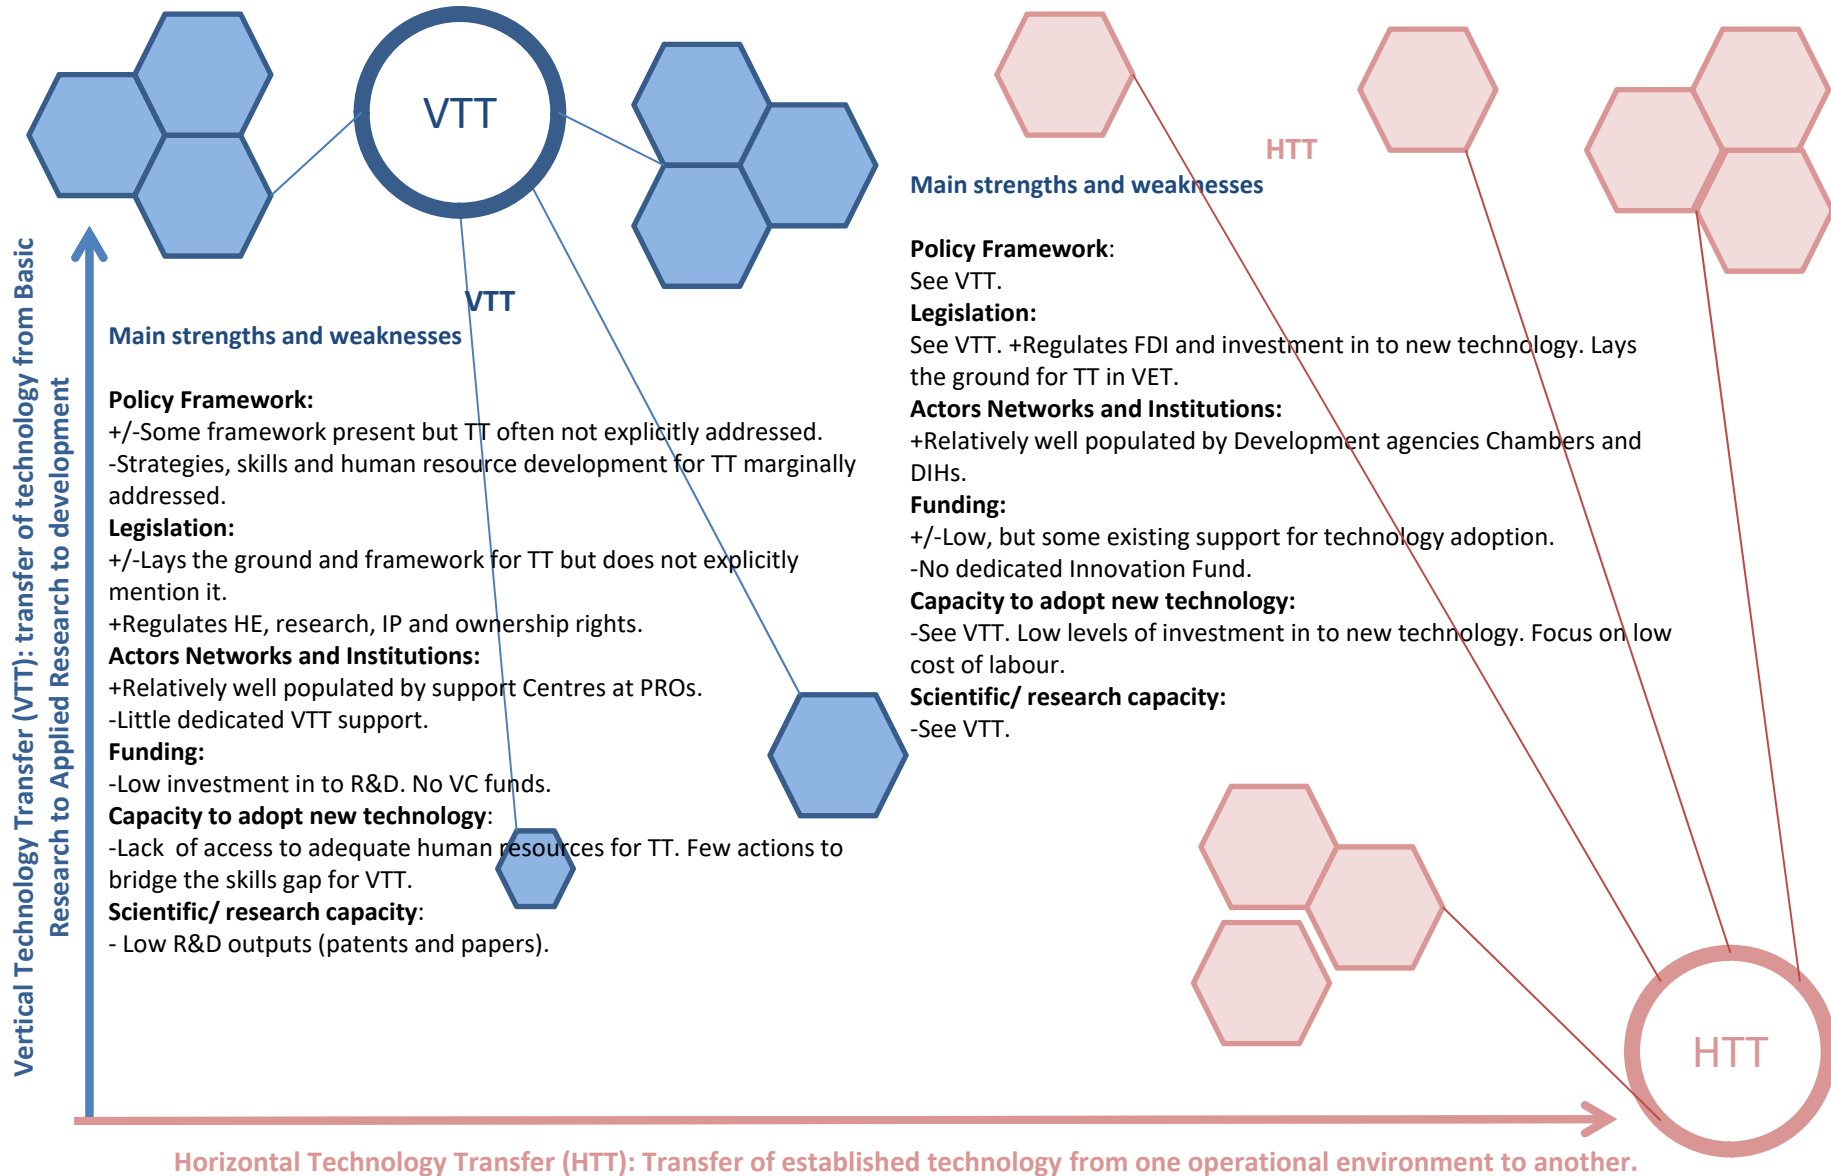 VTT
VTT
Main strengths and weaknesses
Policy Framework:
+/-Some framework present but TT often not explicitly addressed.
-Strategies, skills and human resource development for TT marginally
addressed.
Legislation:
+/-Lays the ground and framework for TT but does not explicitly
mention it.
+Regulates HE, research, IP and ownership rights.
Actors Networks and Institutions:
+Relatively well populated by support Centres at PROs.
-Little dedicated VTT support.
Funding:
-Low investment in to R&D. No VC funds.
Capacity to adopt new technology:
-Lack  of access to adequate human resources for TT. Few actions to
bridge the skills gap for VTT.
Scientific/ research capacity:
- Low R&D outputs (patents and papers).
HTT
Main strengths and weaknesses
Policy Framework:
See VTT.
Legislation:
See VTT. +Regulates FDI and investment in to new technology. Lays
the ground for TT in VET.
Actors Networks and Institutions:
+Relatively well populated by Development agencies Chambers and
DIHs.
Funding:
+/-Low, but some existing support for technology adoption.
-No dedicated Innovation Fund.
Capacity to adopt new technology:
-See VTT. Low levels of investment in to new technology. Focus on low
cost of labour.
Scientific/ research capacity:
-See VTT.
HTT
Vertical Technology Transfer (VTT): transfer of technology from Basic
Research to Applied Research to development
Horizontal Technology Transfer (HTT): Transfer of established technology from one operational environment to another.